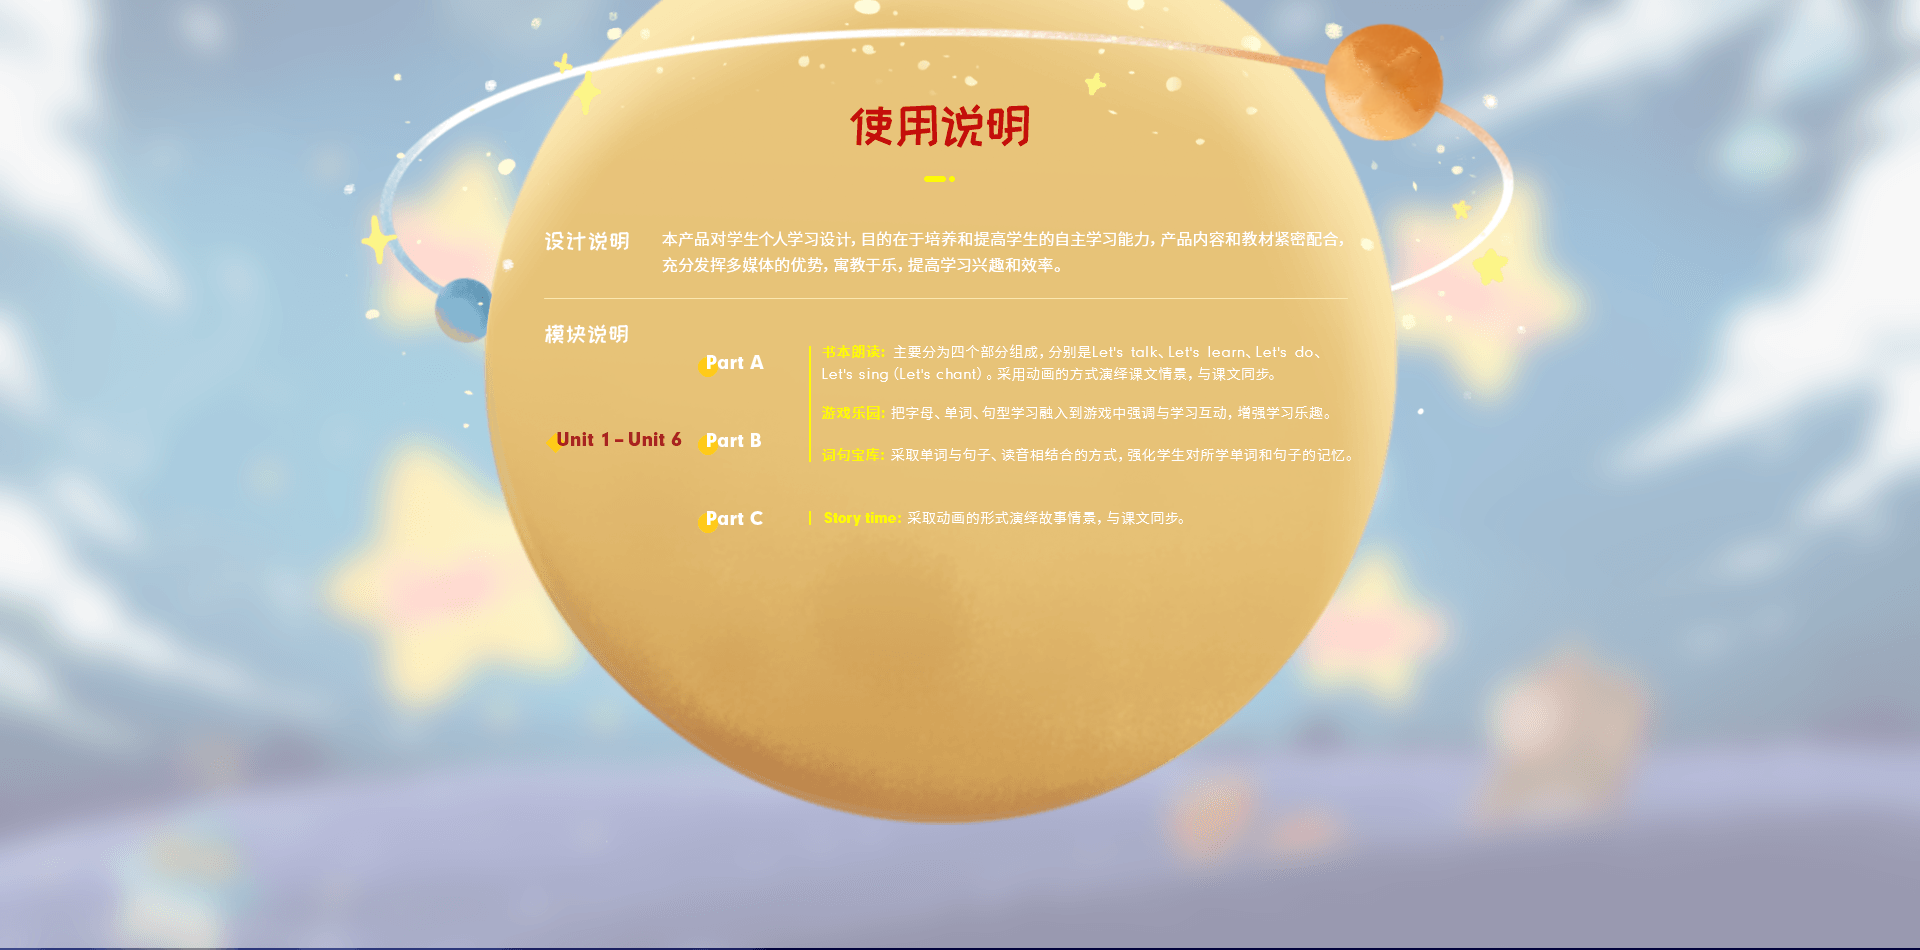 使用说明
设计说明
本产品对学生个人学习设计, 目的在于培养和提高学生的自主学习能力, 产品内容和教材紧密配合,
充分发挥多媒体的优势, 寓教于乐, 提高学习兴趣和效率。
模块说明
Part A
书本朗读: 主要分为四个部分组成, 分别是Let's talk、Let's learn、Let's do、
Let's sing (Let's chant) 。采用动画的方式演绎课文情景, 与课文同步。
游戏乐园: 把字母、单词、句型学习融入到游戏中强调与学习互动, 增强学习乐趣。
Unit 1 – Unit 6
Part B
词句宝库: 采取单词与句子、读音相结合的方式, 强化学生对所学单词和句子的记忆。
Part C
Story time: 采取动画的形式演绎故事情景, 与课文同步。